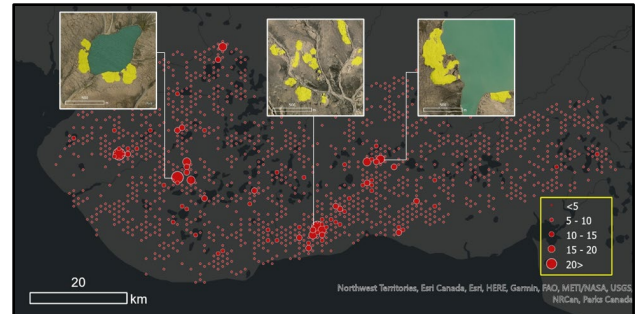 <5
5 - 10
10 - 15
15 - 20
20>
20
km
Northwest Territories, Esri Canada, Esri, HERE, Garmin, FAO, METI/NASA, USGS,
NRCan, Parks Canada